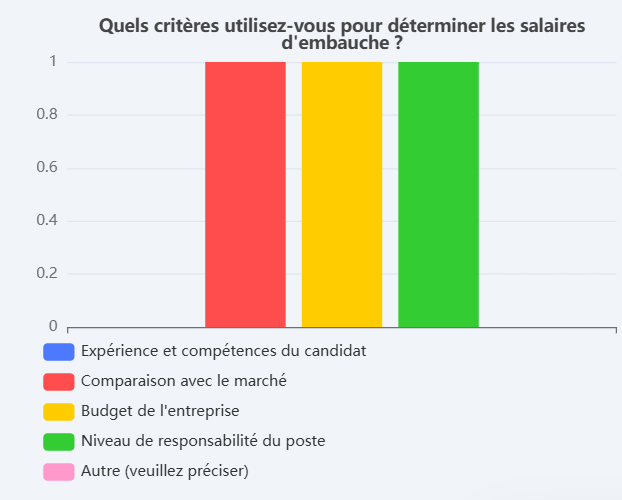 Quels critères utilisez-vous pour déterminer les salaires
d'embauche ?
1
0.8
0.6
0.4
0.2
0
Expérience et compétences du candidat
Comparaison avec le marché
Budget de l'entreprise
Niveau de responsabilité du poste
Autre (veuillez préciser)